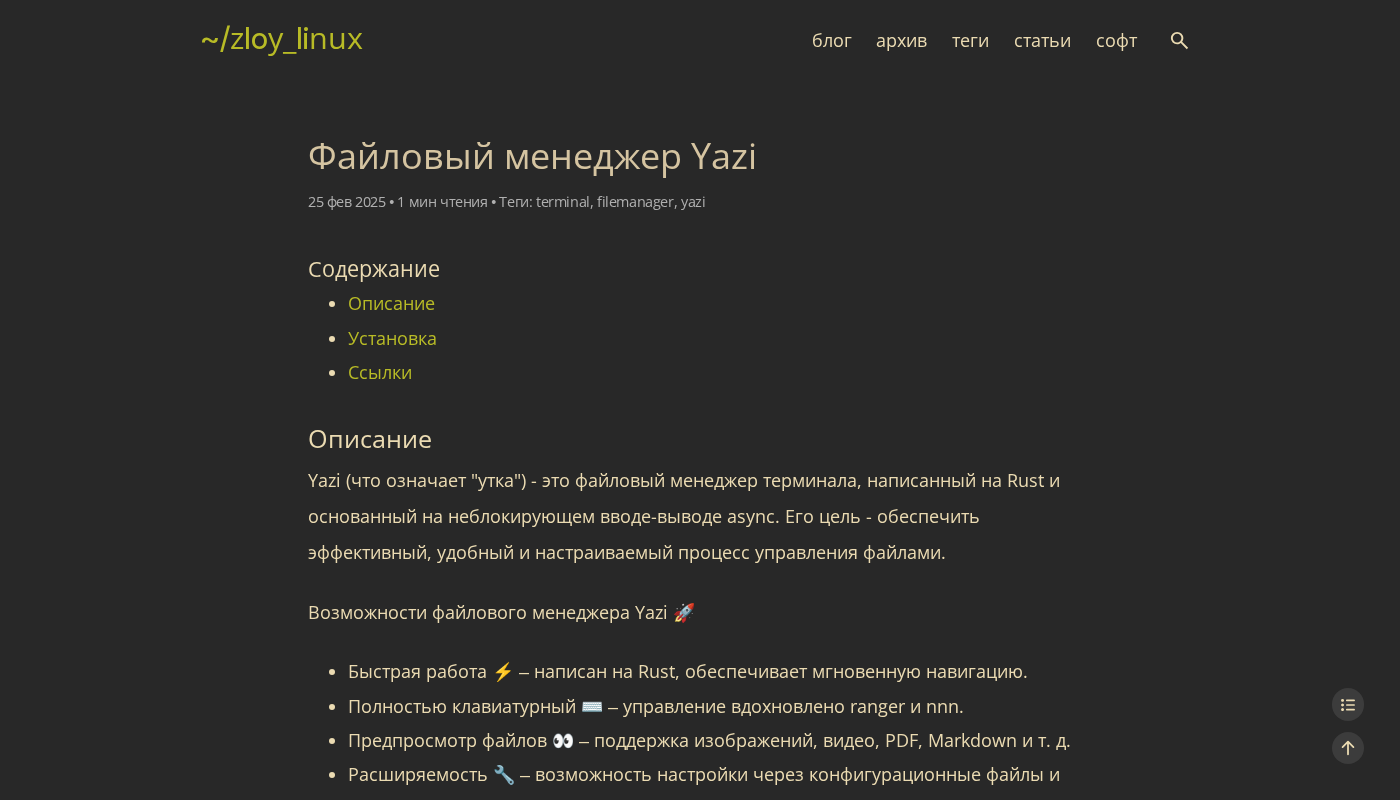 ~/zloy_linux
блог архив теги статьи софт
Файловый менеджер Yazi
25 фев 2025 • 1 мин чтения • Теги: terminal, filemanager, yazi
Содержание
• Описание
• Установка
• Ссылки
Описание
Yazi (что означает "утка") - это файловый менеджер терминала, написанный на Rust и
основанный на неблокирующем вводе-выводе async. Его цель - обеспечить
эффективный, удобный и настраиваемый процесс управления файлами.
Возможности файлового менеджера Yazi 🚀
• Быстрая работа ⚡ — написан на Rust, обеспечивает мгновенную навигацию.
• Полностью клавиатурный ⌨️ — управление вдохновлено ranger и nnn.
• Предпросмотр файлов 👀 — поддержка изображений, видео, PDF, Markdown и т. д.
• Расширяемость 🔧 — возможность настройки через конфигурационные файлы и